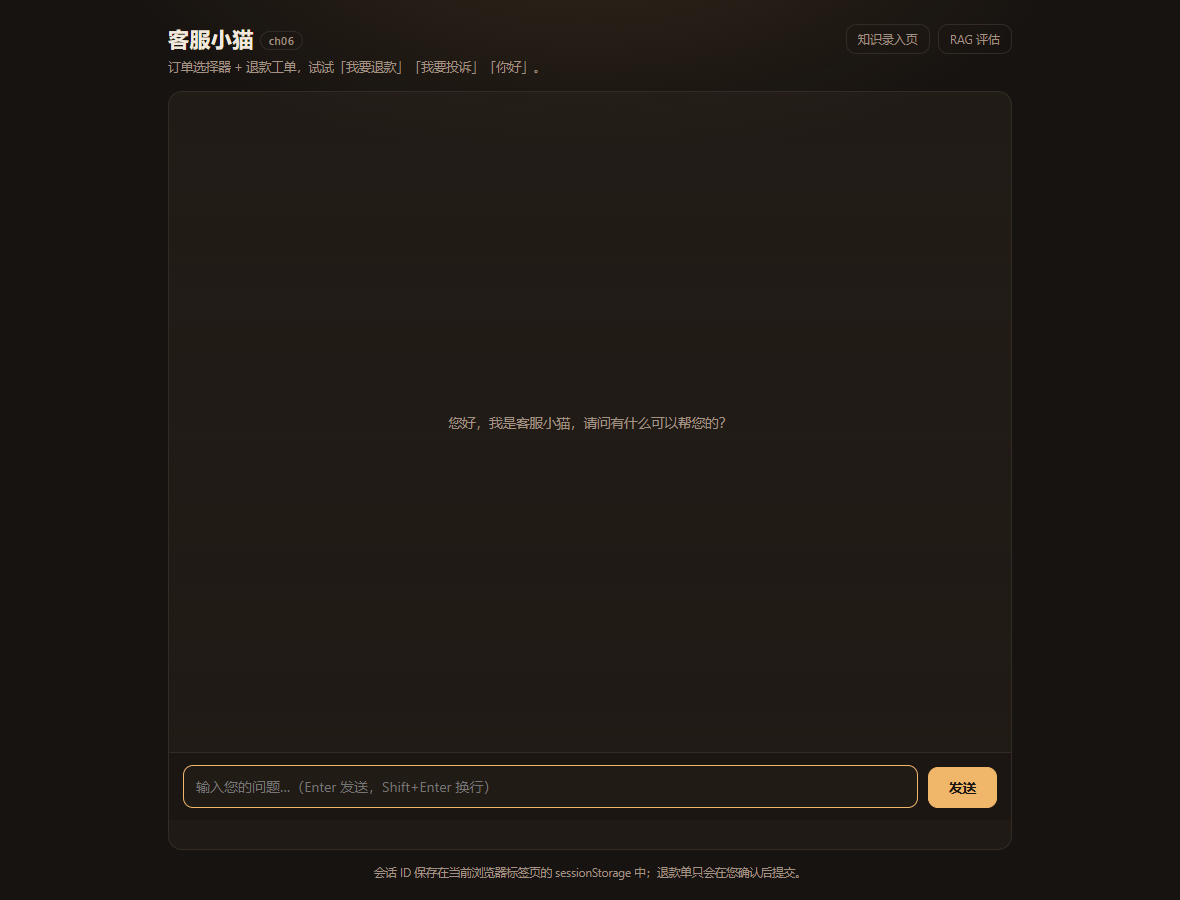 客服小猫 ch06
知识录入页
RAG 评估
订单选择器 + 退款工单，试试「我要退款」「我要投诉」「你好」。
您好，我是客服小猫，请问有什么可以帮您的？
输入您的问题...（Enter 发送，Shift+Enter 换行）
发送
会话 ID 保存在当前浏览器标签页的 sessionStorage 中；退款单只会在您确认后提交。